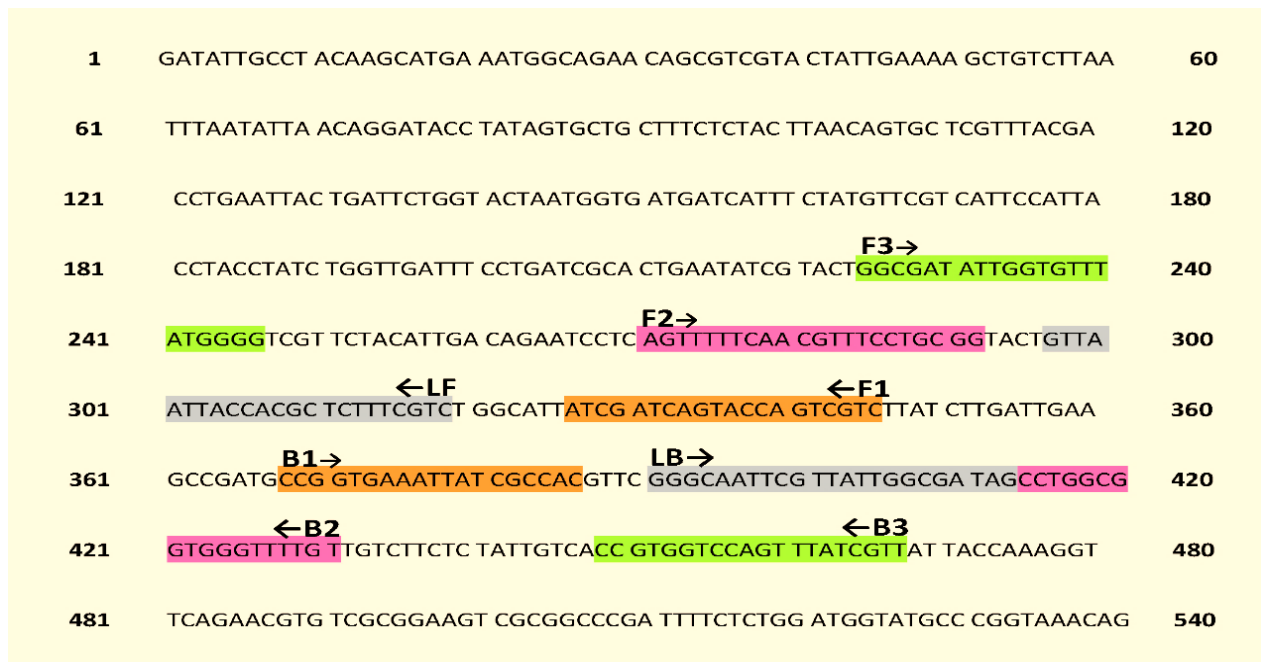 1 GATATTGCCT ACAAGCATGA AATGGCAGAA CAGCGTCGTA CTATTGAAAA GCTGTCTTAA 60
61 TTTAATATTA ACAGGATACC TATAGTGCTG CTTTCTCTAC TTAACAGTGC TCGTTTACGA 120
121 CCTGAATTAC TGATTCTGGT ACTAATGGTG ATGATCATTT CTATGTTCGT CATTCCATTA 180
F3→
181 CCTACCTATC TGGTTGATTT CCTGATCGCA CTGAATATCG TACTGGCGAT ATTGGTGTTT 240
F2→
241 ATGGGGTCGT TCTACATTGA CAGAATCCTC AGTTTTTCAA CGTTTCCTGC GGTACTGTTA 300
←LF ←F1
301 ATTACCACGC TCTTTCGTCT GGCATTATCG ATCAGTACCA GTCGTCTTAT CTTGATTGAA 360
B1→ LB→
361 GCCGATGCCG GTGAAATTAT CGCCACGTTC GGGCAATTCG TTATTGGCGA TAGCCTGGCG 420
←B2 ←B3
421 GTGGGTTTTG TTGTCTTCTC TATTGTCACC GTGGTCCAGT TTATCGTTAT TACCAAAGGT 480
481 TCAGAACGTG TCGCGGAAGT CGCGGCCCGA TTTTCTCTGG ATGGTATGCC CGGTAAACAG 540